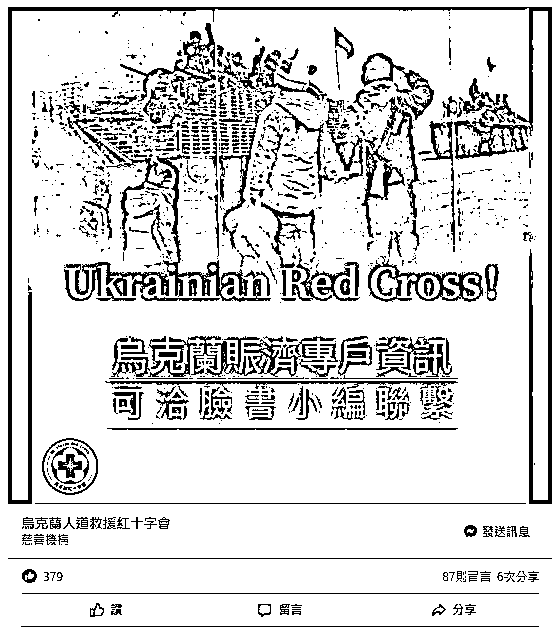 Ukrainian Red Cross!
烏克蘭賑濟專戶資訊
可洽臉書小編聯繫
烏克蘭人道救援紅十字會
慈善機構
發送訊息
379
87則留言 6次分享
讚
留言
分享